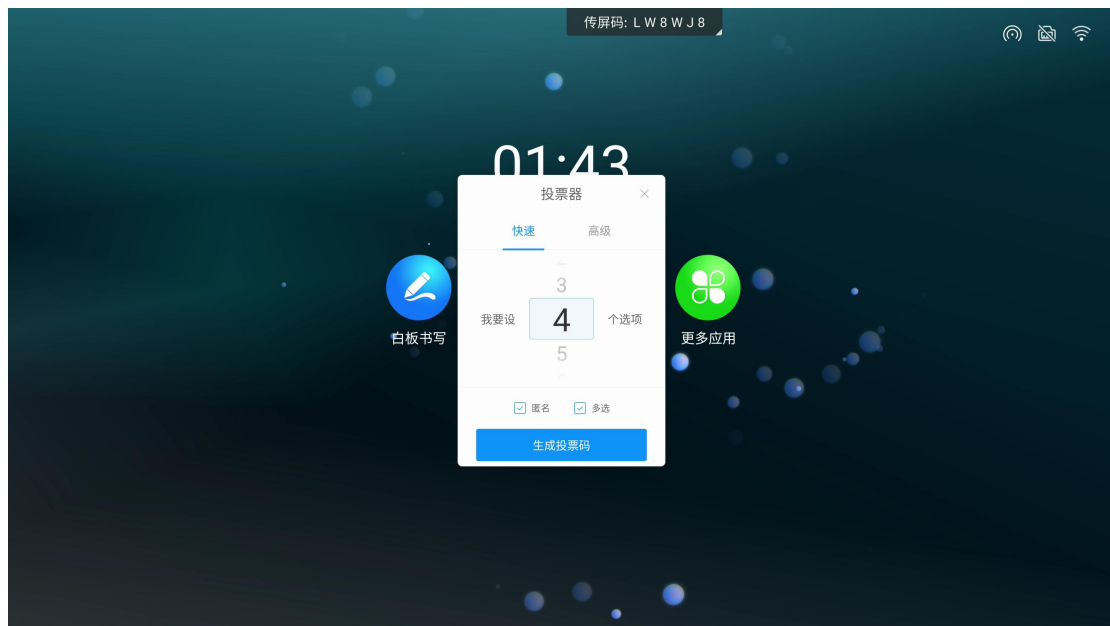 传屏码: LW8WJ8
01:43
投票器
快速 高级
3
我要设 4 个选项
5
白板书写
更多应用
匿名 多选
生成投票码